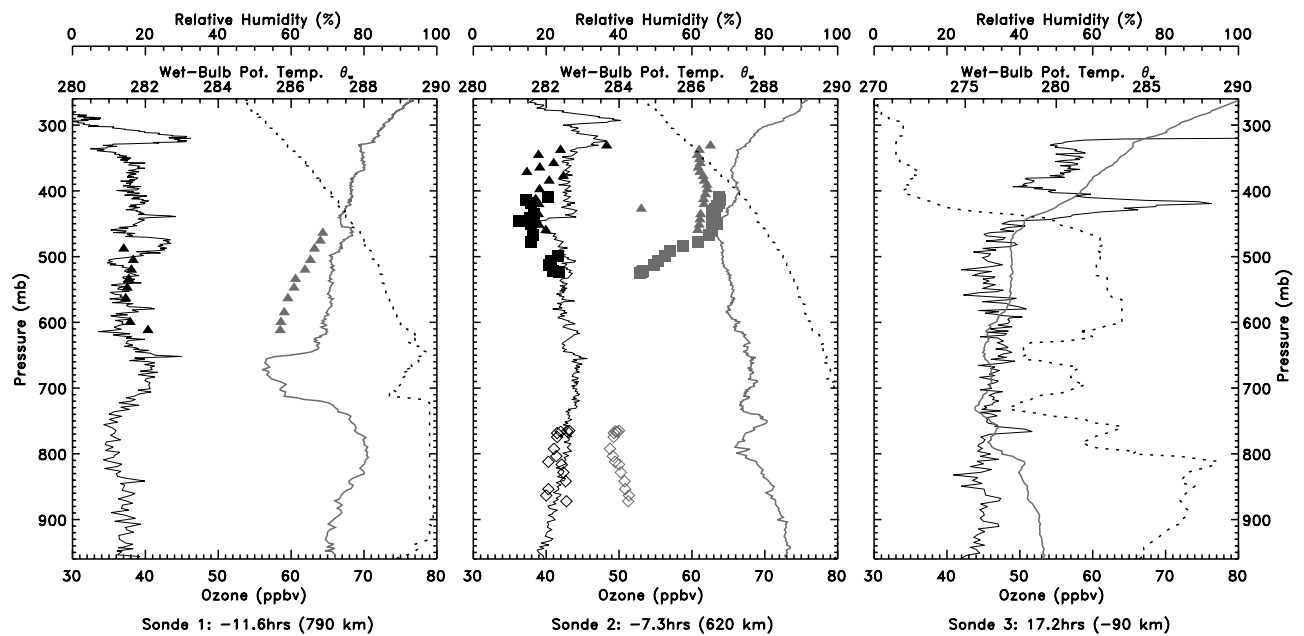 Relative Humidity (%) Relative Humidity (%) Relative Humidity (%)
0 20 40 60 80 100 0 20 40 60 80 100 0 20 40 60 80 100
Wet-Bulb Pot. Temp. θw Wet-Bulb Pot. Temp. θw Wet-Bulb Pot. Temp. θw
280 282 284 286 288 290 280 282 284 286 288 290 270 275 280 285 290
300 300
400 400
500 500
600 600
700 700
800 800
900 900
Pressure (mb) Pressure (mb)
30 40 50 60 70 80 30 40 50 60 70 80 30 40 50 60 70 80
Ozone (ppbv) Ozone (ppbv) Ozone (ppbv)
Sonde 1: −11.6hrs (790 km) Sonde 2: −7.3hrs (620 km) Sonde 3: 17.2hrs (−90 km)